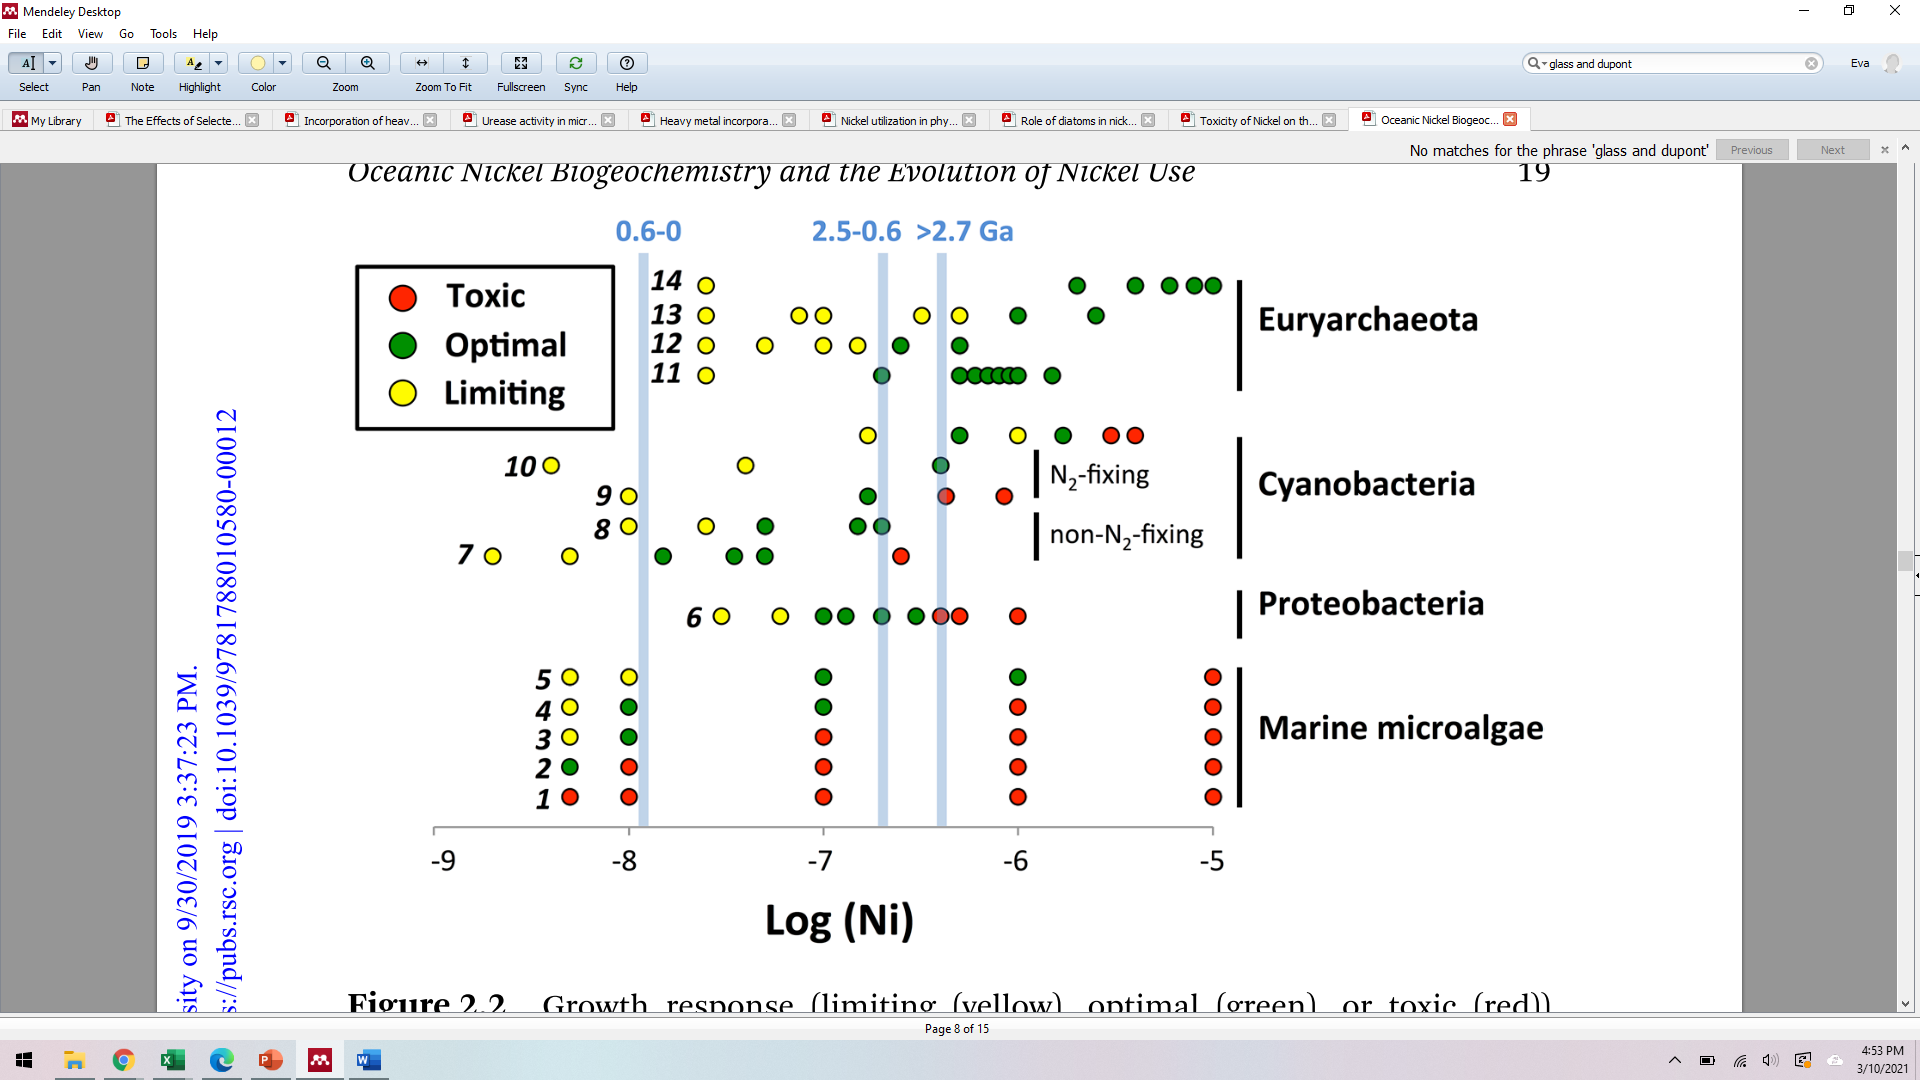 Mendeley Desktop
File Edit View Go Tools Help
glass and dupont
Eva
Select Pan Note Highlight Color Zoom Zoom To Fit Fullscreen Sync Help
My Library
The Effects of Selecte...
Incorporation of heav...
Urease activity in micr...
Heavy metal incorpora...
Nickel utilization in phy...
Role of diatoms in nick...
Toxicity of Nickel on th...
Oceanic Nickel Biogeoc...
No matches for the phrase 'glass and dupont' Previous Next
Oceanic Nickel Biogeochemistry and the Evolution of Nickel Use 19
0.6-0 2.5-0.6 >2.7 Ga
Toxic
Optimal
Limiting
14
13
12
11
10
9
8
7
6
5
4
3
2
1
Euryarchaeota
N2-fixing
non-N2-fixing
Cyanobacteria
Proteobacteria
Marine microalgae
-9 -8 -7 -6 -5
Log (Ni)
sity on 9/30/2019 3:37:23 PM.
s://pubs.rsc.org | doi:10.1039/9781788010580-00012
Figure 2.2 Growth response (limiting (yellow), optimal (green), or toxic (red))
Page 8 of 15
4:53 PM
3/10/2021